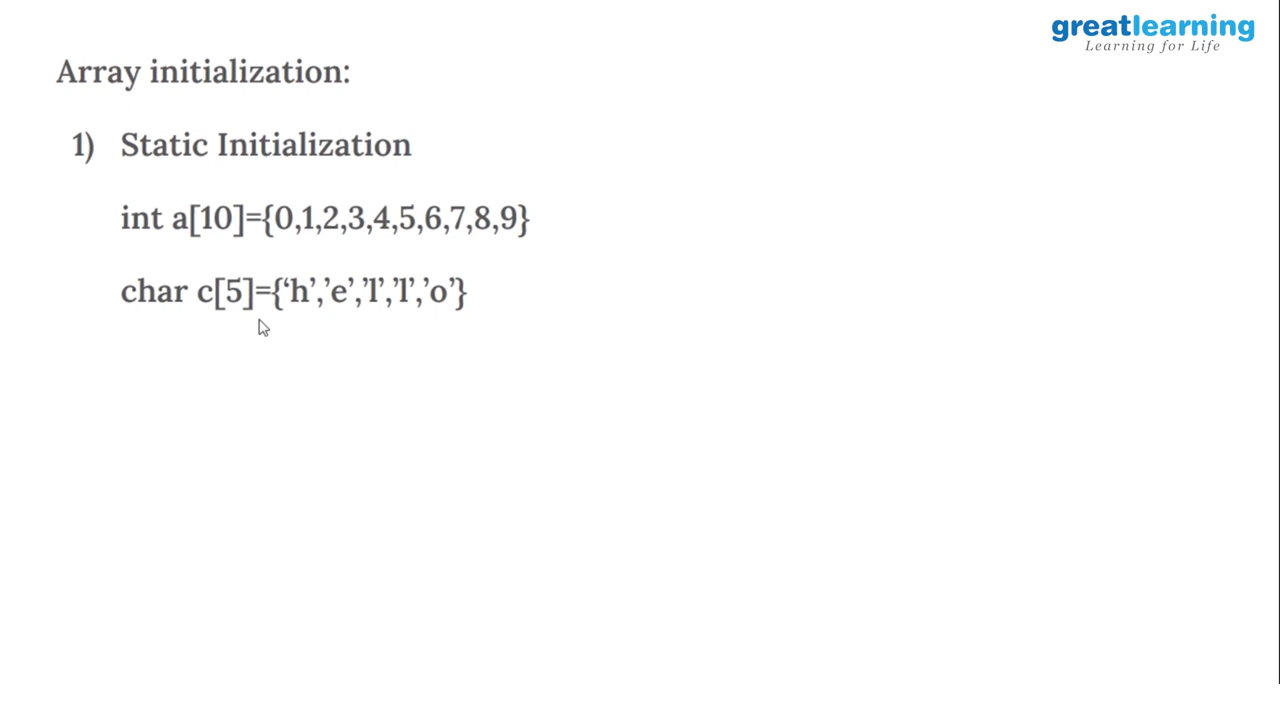 greatlearning
Learning for Life
Array initialization:
1) Static Initialization
int a[10]={0,1,2,3,4,5,6,7,8,9}
char c[5]={‘h’,’e’,’l’,’l’,’o’}